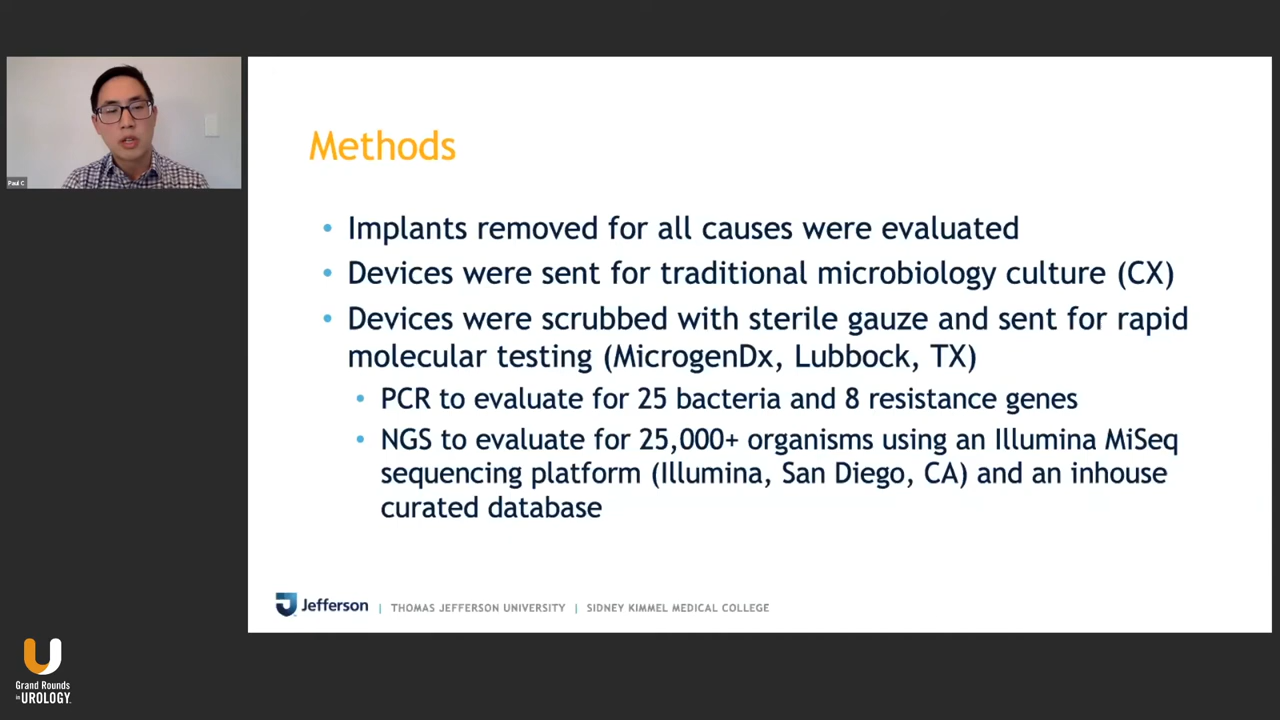 Paul C
Methods
• Implants removed for all causes were evaluated
• Devices were sent for traditional microbiology culture (CX)
• Devices were scrubbed with sterile gauze and sent for rapid
molecular testing (MicrogenDx, Lubbock, TX)
• PCR to evaluate for 25 bacteria and 8 resistance genes
• NGS to evaluate for 25,000+ organisms using an Illumina MiSeq
sequencing platform (Illumina, San Diego, CA) and an inhouse
curated database
Jefferson | THOMAS JEFFERSON UNIVERSITY | SIDNEY KIMMEL MEDICAL COLLEGE
Grand Rounds
in UROLOGY